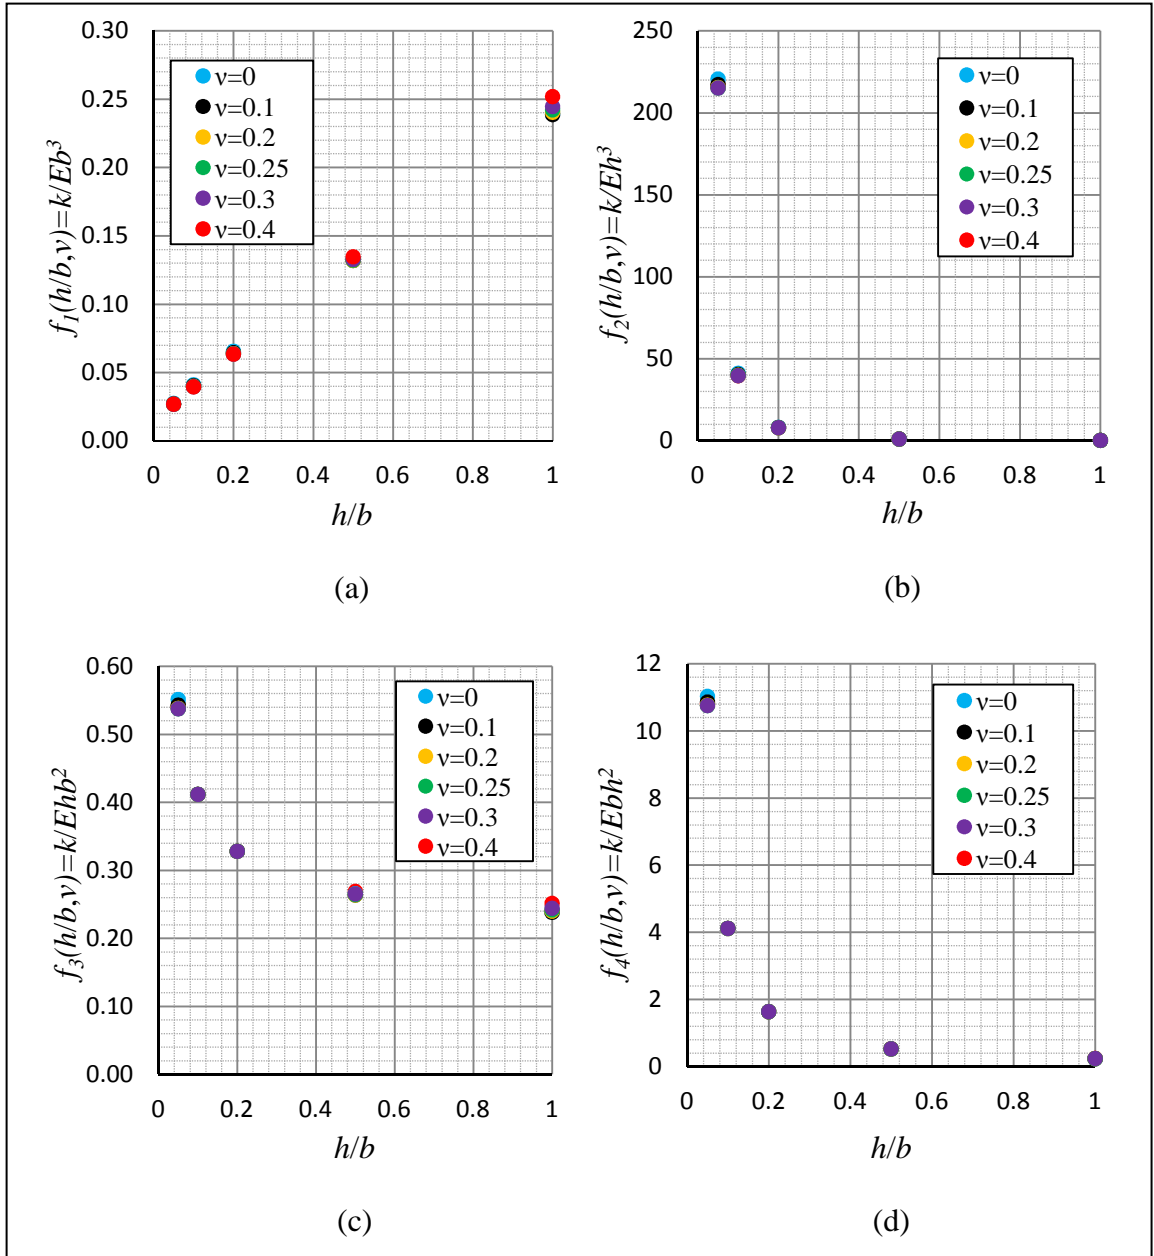 f₁(h/b,ν)=k/Eb³
0.30
0.25
0.20
0.15
0.10
0.05
0.00
ν=0
ν=0.1
ν=0.2
ν=0.25
ν=0.3
ν=0.4
0 0.2 0.4 0.6 0.8 1
h/b
(a)
f₂(h/b,ν)=k/Eh³
250
200
150
100
50
0
ν=0
ν=0.1
ν=0.2
ν=0.25
ν=0.3
ν=0.4
0 0.2 0.4 0.6 0.8 1
h/b
(b)
f₃(h/b,ν)=k/Ehb²
0.60
0.50
0.40
0.30
0.20
0.10
0.00
ν=0
ν=0.1
ν=0.2
ν=0.25
ν=0.3
ν=0.4
0 0.2 0.4 0.6 0.8 1
h/b
(c)
f₄(h/b,ν)=k/Ebh²
12
10
8
6
4
2
0
ν=0
ν=0.1
ν=0.2
ν=0.25
ν=0.3
ν=0.4
0 0.2 0.4 0.6 0.8 1
h/b
(d)